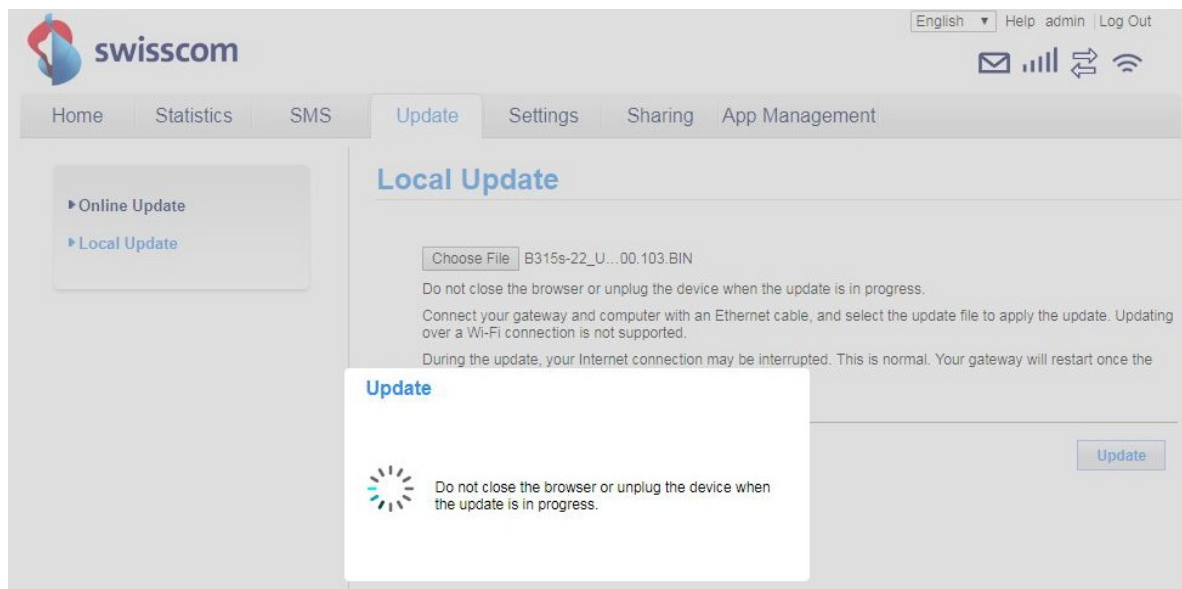 English Help admin Log Out
swisscom
Home Statistics SMS Update Settings Sharing App Management
Local Update
Online Update
Local Update
Choose File B315s-22_U...00.103.BIN
Do not close the browser or unplug the device when the update is in progress.
Connect your gateway and computer with an Ethernet cable, and select the update file to apply the update. Updating
over a Wi-Fi connection is not supported.
During the update, your Internet connection may be interrupted. This is normal. Your gateway will restart once the
Update
Update
Do not close the browser or unplug the device when
the update is in progress.